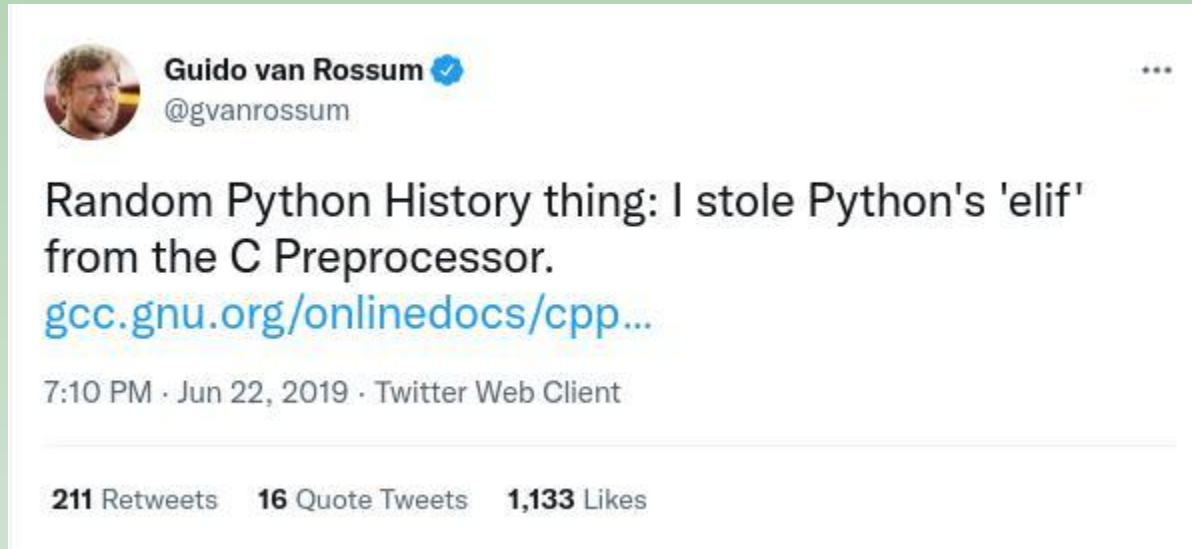 Guido van Rossum
@gvanrossum
Random Python History thing: I stole Python's 'elif'
from the C Preprocessor.
gcc.gnu.org/onlinedocs/cpp...
7:10 PM · Jun 22, 2019 · Twitter Web Client
211 Retweets 16 Quote Tweets 1,133 Likes